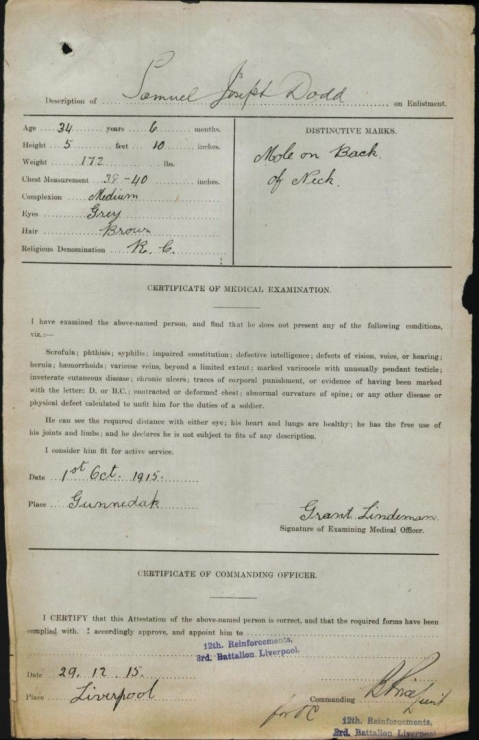 Description of Samuel Joseph Dodd on Enlistment.
Age 34 years 6 months.
Height 5 feet 10 inches.
Weight 172 lbs.
Chest Measurement 39-40 inches.
Complexion Medium
Eyes Grey
Hair Brown
Religious Denomination R. C.
DISTINCTIVE MARKS.
Mole on Back
of Neck.
CERTIFICATE OF MEDICAL EXAMINATION.
I have examined the above-named person, and find that he does not present any of the following conditions,
viz.:—
Scrofula; phthisis; syphilis; impaired constitution; defective intelligence; defects of vision, voice, or hearing;
hernia; hæmorrhoids; varicose veins, beyond a limited extent; marked varicocele with unusually pendant testicle;
inveterate cutaneous disease; chronic ulcers; traces of corporal punishment, or evidence of having been marked
with the letter: D. or B.C.; contracted or deformed chest; abnormal curvature of spine; or any other disease or
physical defect calculated to unfit him for the duties of a soldier.
He can see the required distance with either eye; his heart and lungs are healthy; he has the free use of
his joints and limbs; and he declares he is not subject to fits of any description.
I consider him fit for active service.
Date 1st Oct. 1915.
Place Gunnedah
Grant Lindeman.
Signature of Examining Medical Officer.
CERTIFICATE OF COMMANDING OFFICER.
I CERTIFY that this Attestation of the above-named person is correct, and that the required forms have been
complied with. I accordingly approve, and appoint him to
12th. Reinforcements,
3rd. Battalion Liverpool.
Date 29.12.15.
Place Liverpool
Commanding
for OC
12th. Reinforcements,
3rd. Battalion Liverpool